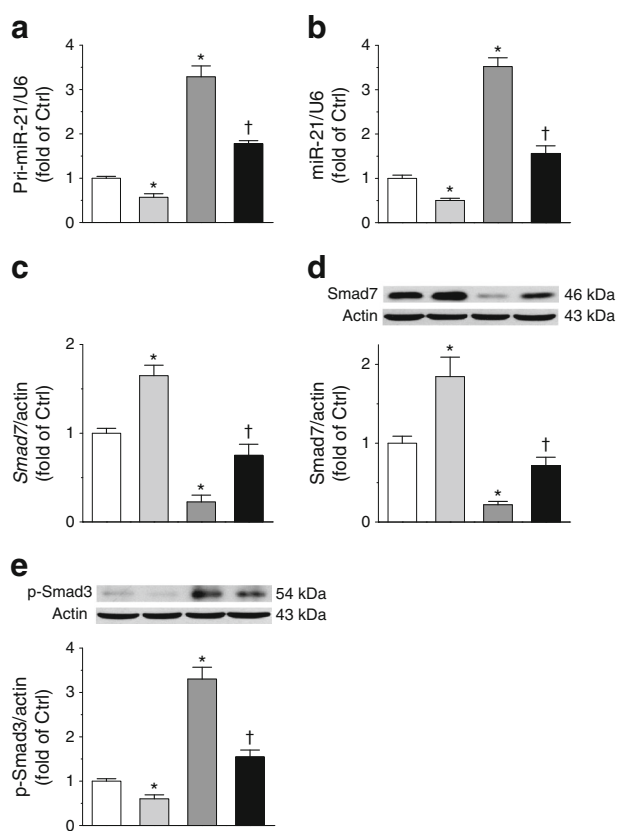 a
Pri-miR-21/U6
(fold of Ctrl)
4
3
2
1
0
*
*
†
b
miR-21/U6
(fold of Ctrl)
4
3
2
1
0
*
*
†
c
Smad7/actin
(fold of Ctrl)
2
1
0
*
*
†
d
Smad7 46 kDa
Actin 43 kDa
Smad7/actin
(fold of Ctrl)
2
1
0
*
*
†
e
p-Smad3 54 kDa
Actin 43 kDa
p-Smad3/actin
(fold of Ctrl)
4
3
2
1
0
*
*
†